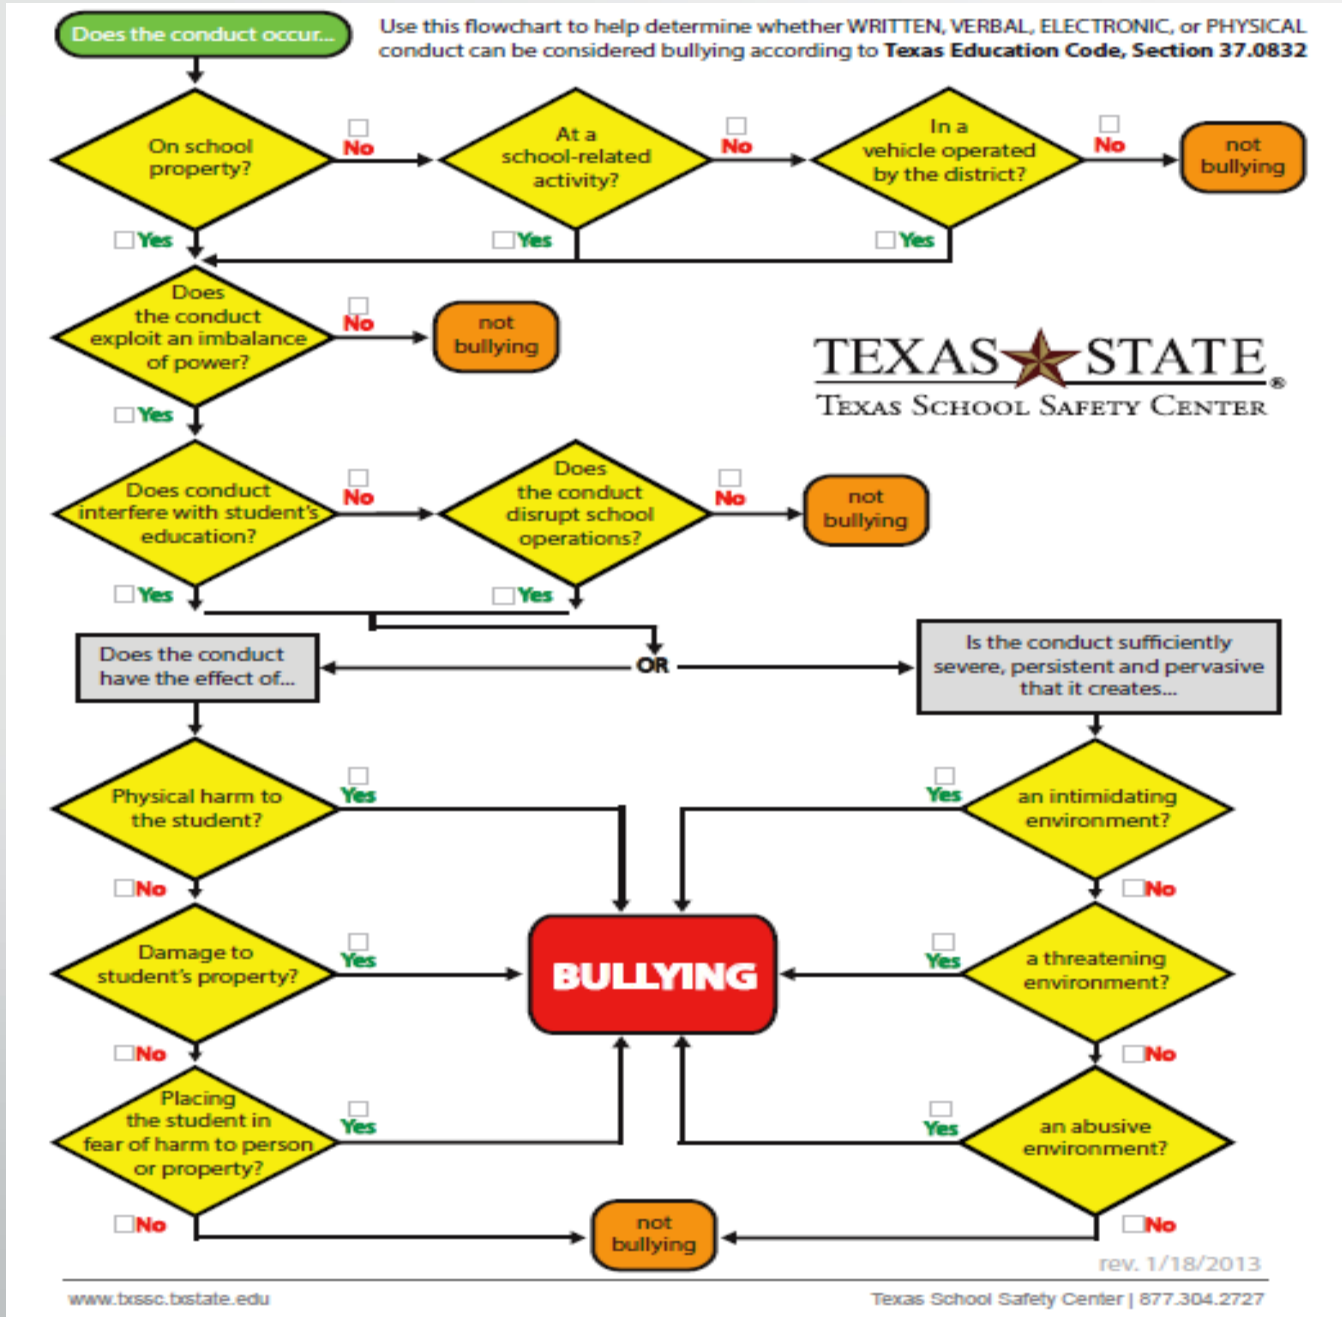 Does the conduct occur...
Use this flowchart to help determine whether WRITTEN, VERBAL, ELECTRONIC, or PHYSICAL
conduct can be considered bullying according to Texas Education Code, Section 37.0832
On school
property?
No
At a
school-related
activity?
No
In a
vehicle operated
by the district?
No
not
bullying
Yes
Yes
Yes
Does
the conduct
exploit an imbalance
of power?
No
not
bullying
TEXAS STATE®
TEXAS SCHOOL SAFETY CENTER
Yes
Does conduct
interfere with student's
education?
No
Does
the conduct
disrupt school
operations?
No
not
bullying
Yes
Yes
Does the conduct
have the effect of...
OR
Is the conduct sufficiently
severe, persistent and pervasive
that it creates...
Physical harm to
the student?
Yes
Yes
an intimidating
environment?
No
No
Damage to
student's property?
Yes
BULLYING
Yes
a threatening
environment?
No
No
Placing
the student in
fear of harm to person
or property?
Yes
Yes
an abusive
environment?
No
not
bullying
No
rev. 1/18/2013
www.txssc.txstate.edu
Texas School Safety Center | 877.304.2727